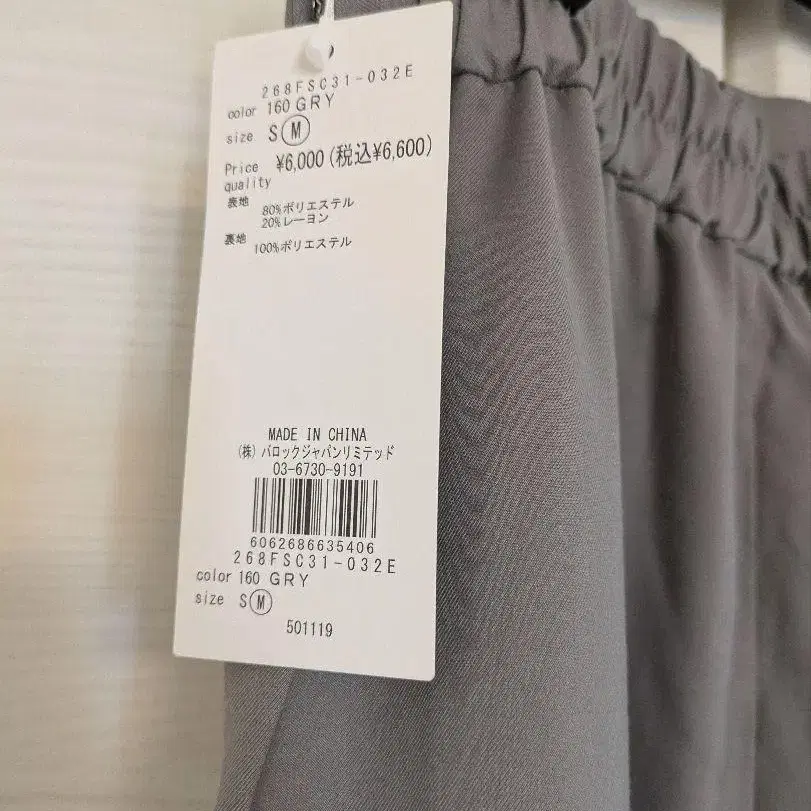 268FSC31-032E
color 160 GRY
size S Ⓜ
Price ¥6,000 (税込¥6,600)
quality
表地 80%ポリエステル
20%レーヨン
裏地 100%ポリエステル
MADE IN CHINA
(株) バロックジャパンリミテッド
03-6730-9191
6062686635406
268FSC31-032E
color 160 GRY
size S Ⓜ
501119